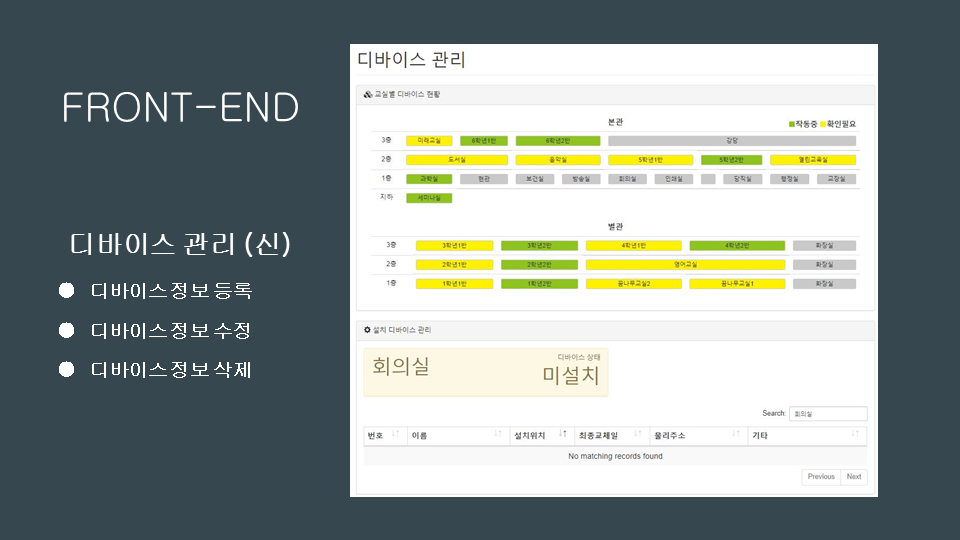 FRONT-END
디바이스 관리 (신)
디바이스정보 등록
디바이스정보 수정
디바이스정보 삭제
디바이스 관리
교실별 디바이스 현황
본관
작동중 확인필요
3층 미래교실 6학년1반 6학년2반 강당
2층 도서실 음악실 5학년1반 5학년2반 열린교육실
1층 과학실 현관 보건실 방송실 회의실 인쇄실 당직실 행정실 교장실
지하 세미나실
별관
3층 3학년1반 3학년2반 4학년1반 4학년2반 화장실
2층 2학년1반 2학년2반 영어교실 화장실
1층 1학년1반 1학년2반 꿈나무교실2 꿈나무교실1 화장실
설치 디바이스 관리
회의실
디바이스 상태
미설치
Search: 회의실
번호 이름 설치위치 최종교체일 물리주소 기타
No matching records found
Previous Next